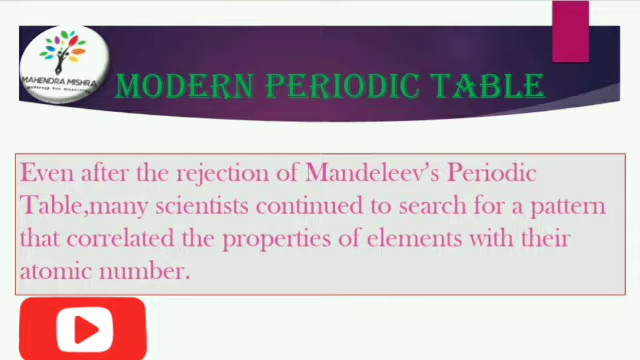 MAHENDRA MISHRA
MODERN PERIODIC TABLE
Even after the rejection of Mandeleev's Periodic
Table,many scientists continued to search for a pattern
that correlated the properties of elements with their
atomic number.